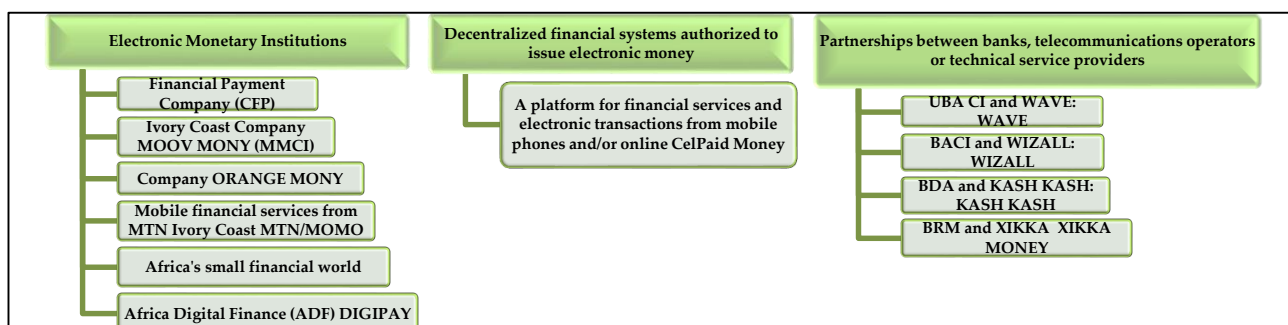 Electronic Monetary Institutions
Financial Payment
Company (CFP)
Ivory Coast Company
MOOV MONY (MMCI)
Company ORANGE MONY
Mobile financial services from
MTN Ivory Coast MTN/MOMO
Africa's small financial world
Africa Digital Finance (ADF) DIGIPAY
Decentralized financial systems authorized to
issue electronic money
A platform for financial services and
electronic transactions from mobile
phones and/or online CelPaid Money
Partnerships between banks, telecommunications operators
or technical service providers
UBA CI and WAVE:
WAVE
BACI and WIZALL:
WIZALL
BDA and KASH KASH:
KASH KASH
BRM and XIKKA XIKKA
MONEY